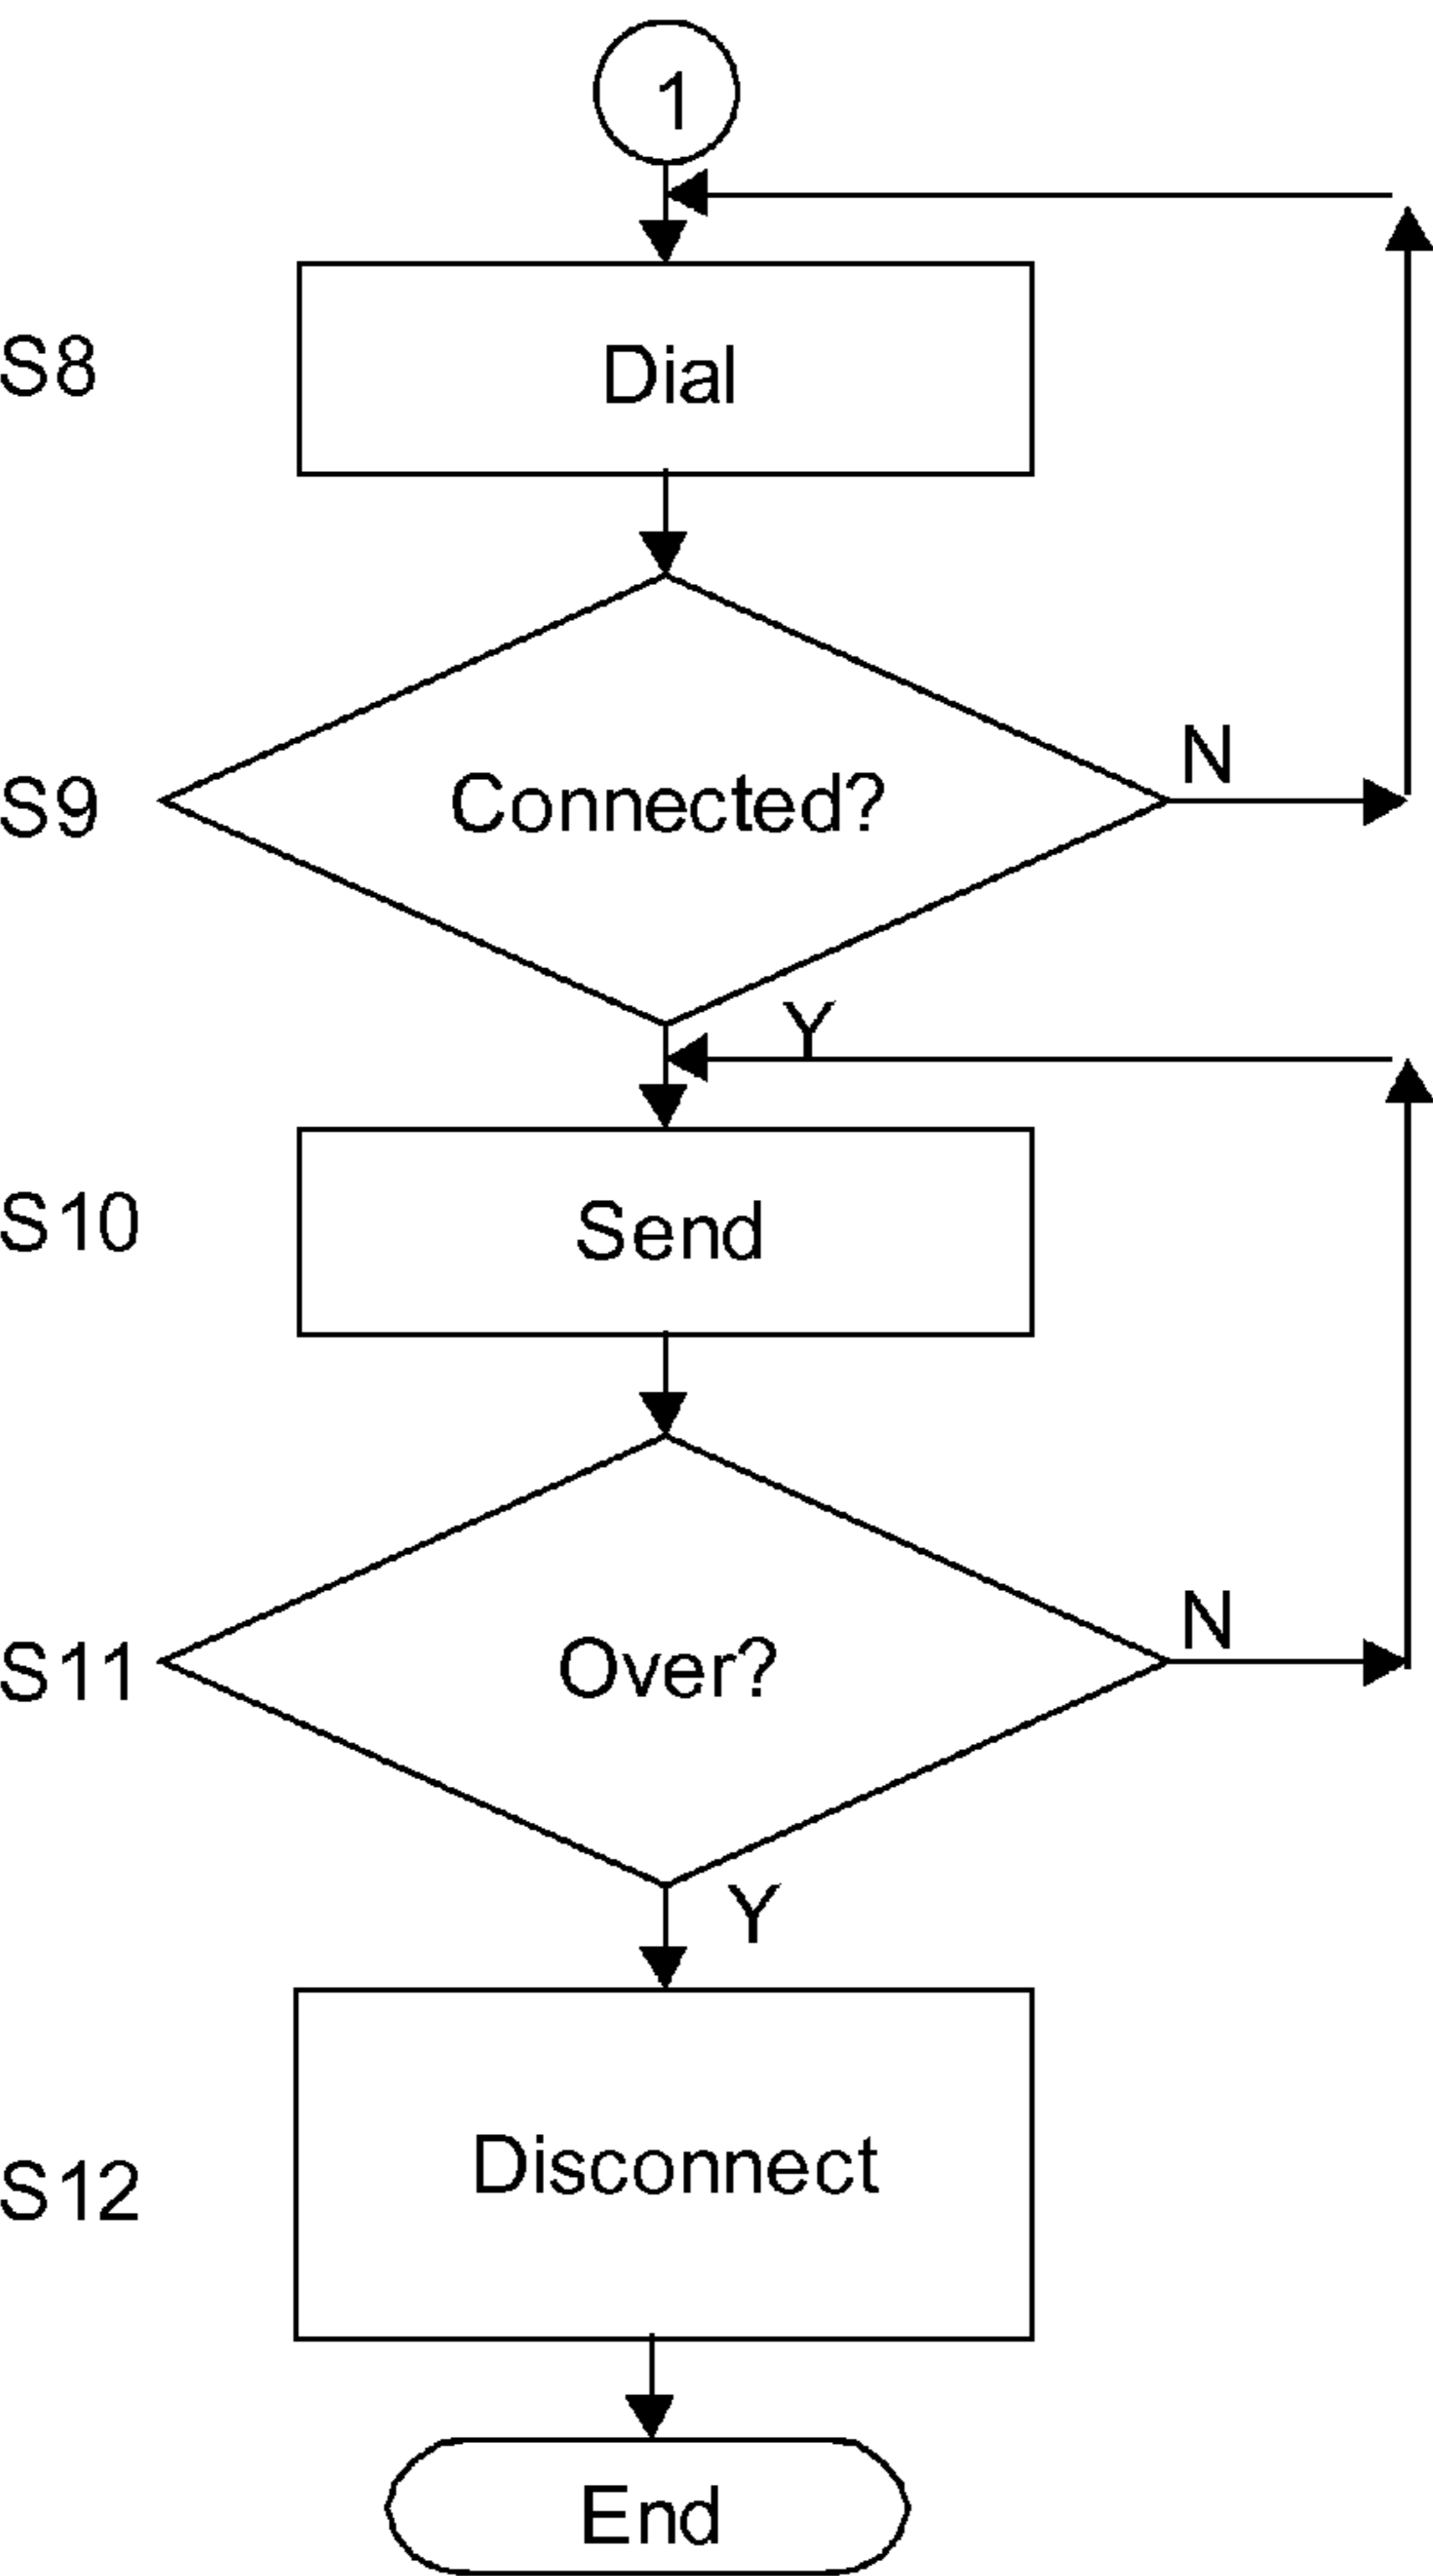 1
S8
Dial
N
S9
Connected?
Y
S10
Send
N
S11
Over?
Y
S12
Disconnect
End